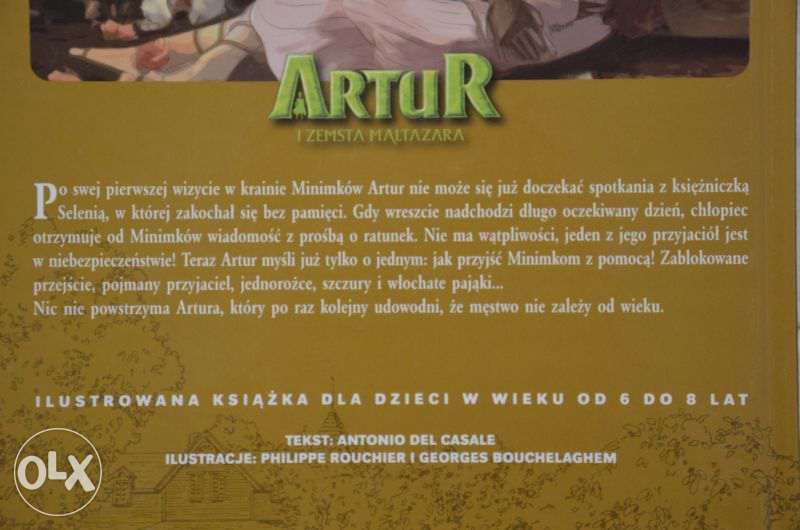 ARTUR
I ZEMSTA MALTAZARA
Po swej pierwszej wizycie w krainie Minimków Artur nie może się już doczekać spotkania z księżniczką
Selenią, w której zakochał się bez pamięci. Gdy wreszcie nadchodzi długo oczekiwany dzień, chłopiec
otrzymuje od Minimków wiadomość z prośbą o ratunek. Nie ma wątpliwości, jeden z jego przyjaciół jest
w niebezpieczeństwie! Teraz Artur myśli już tylko o jednym: jak przyjść Minimkom z pomocą! Zablokowane
przejście, pojmany przyjaciel, jednorożce, szczury i włochate pająki...
Nic nie powstrzyma Artura, który po raz kolejny udowodni, że męstwo nie zależy od wieku.
ILUSTROWANA KSIĄŻKA DLA DZIECI W WIEKU OD 6 DO 8 LAT
TEKST: ANTONIO DEL CASALE
ILUSTRACJE: PHILIPPE ROUCHIER I GEORGES BOUCHELAGHEM
OLX